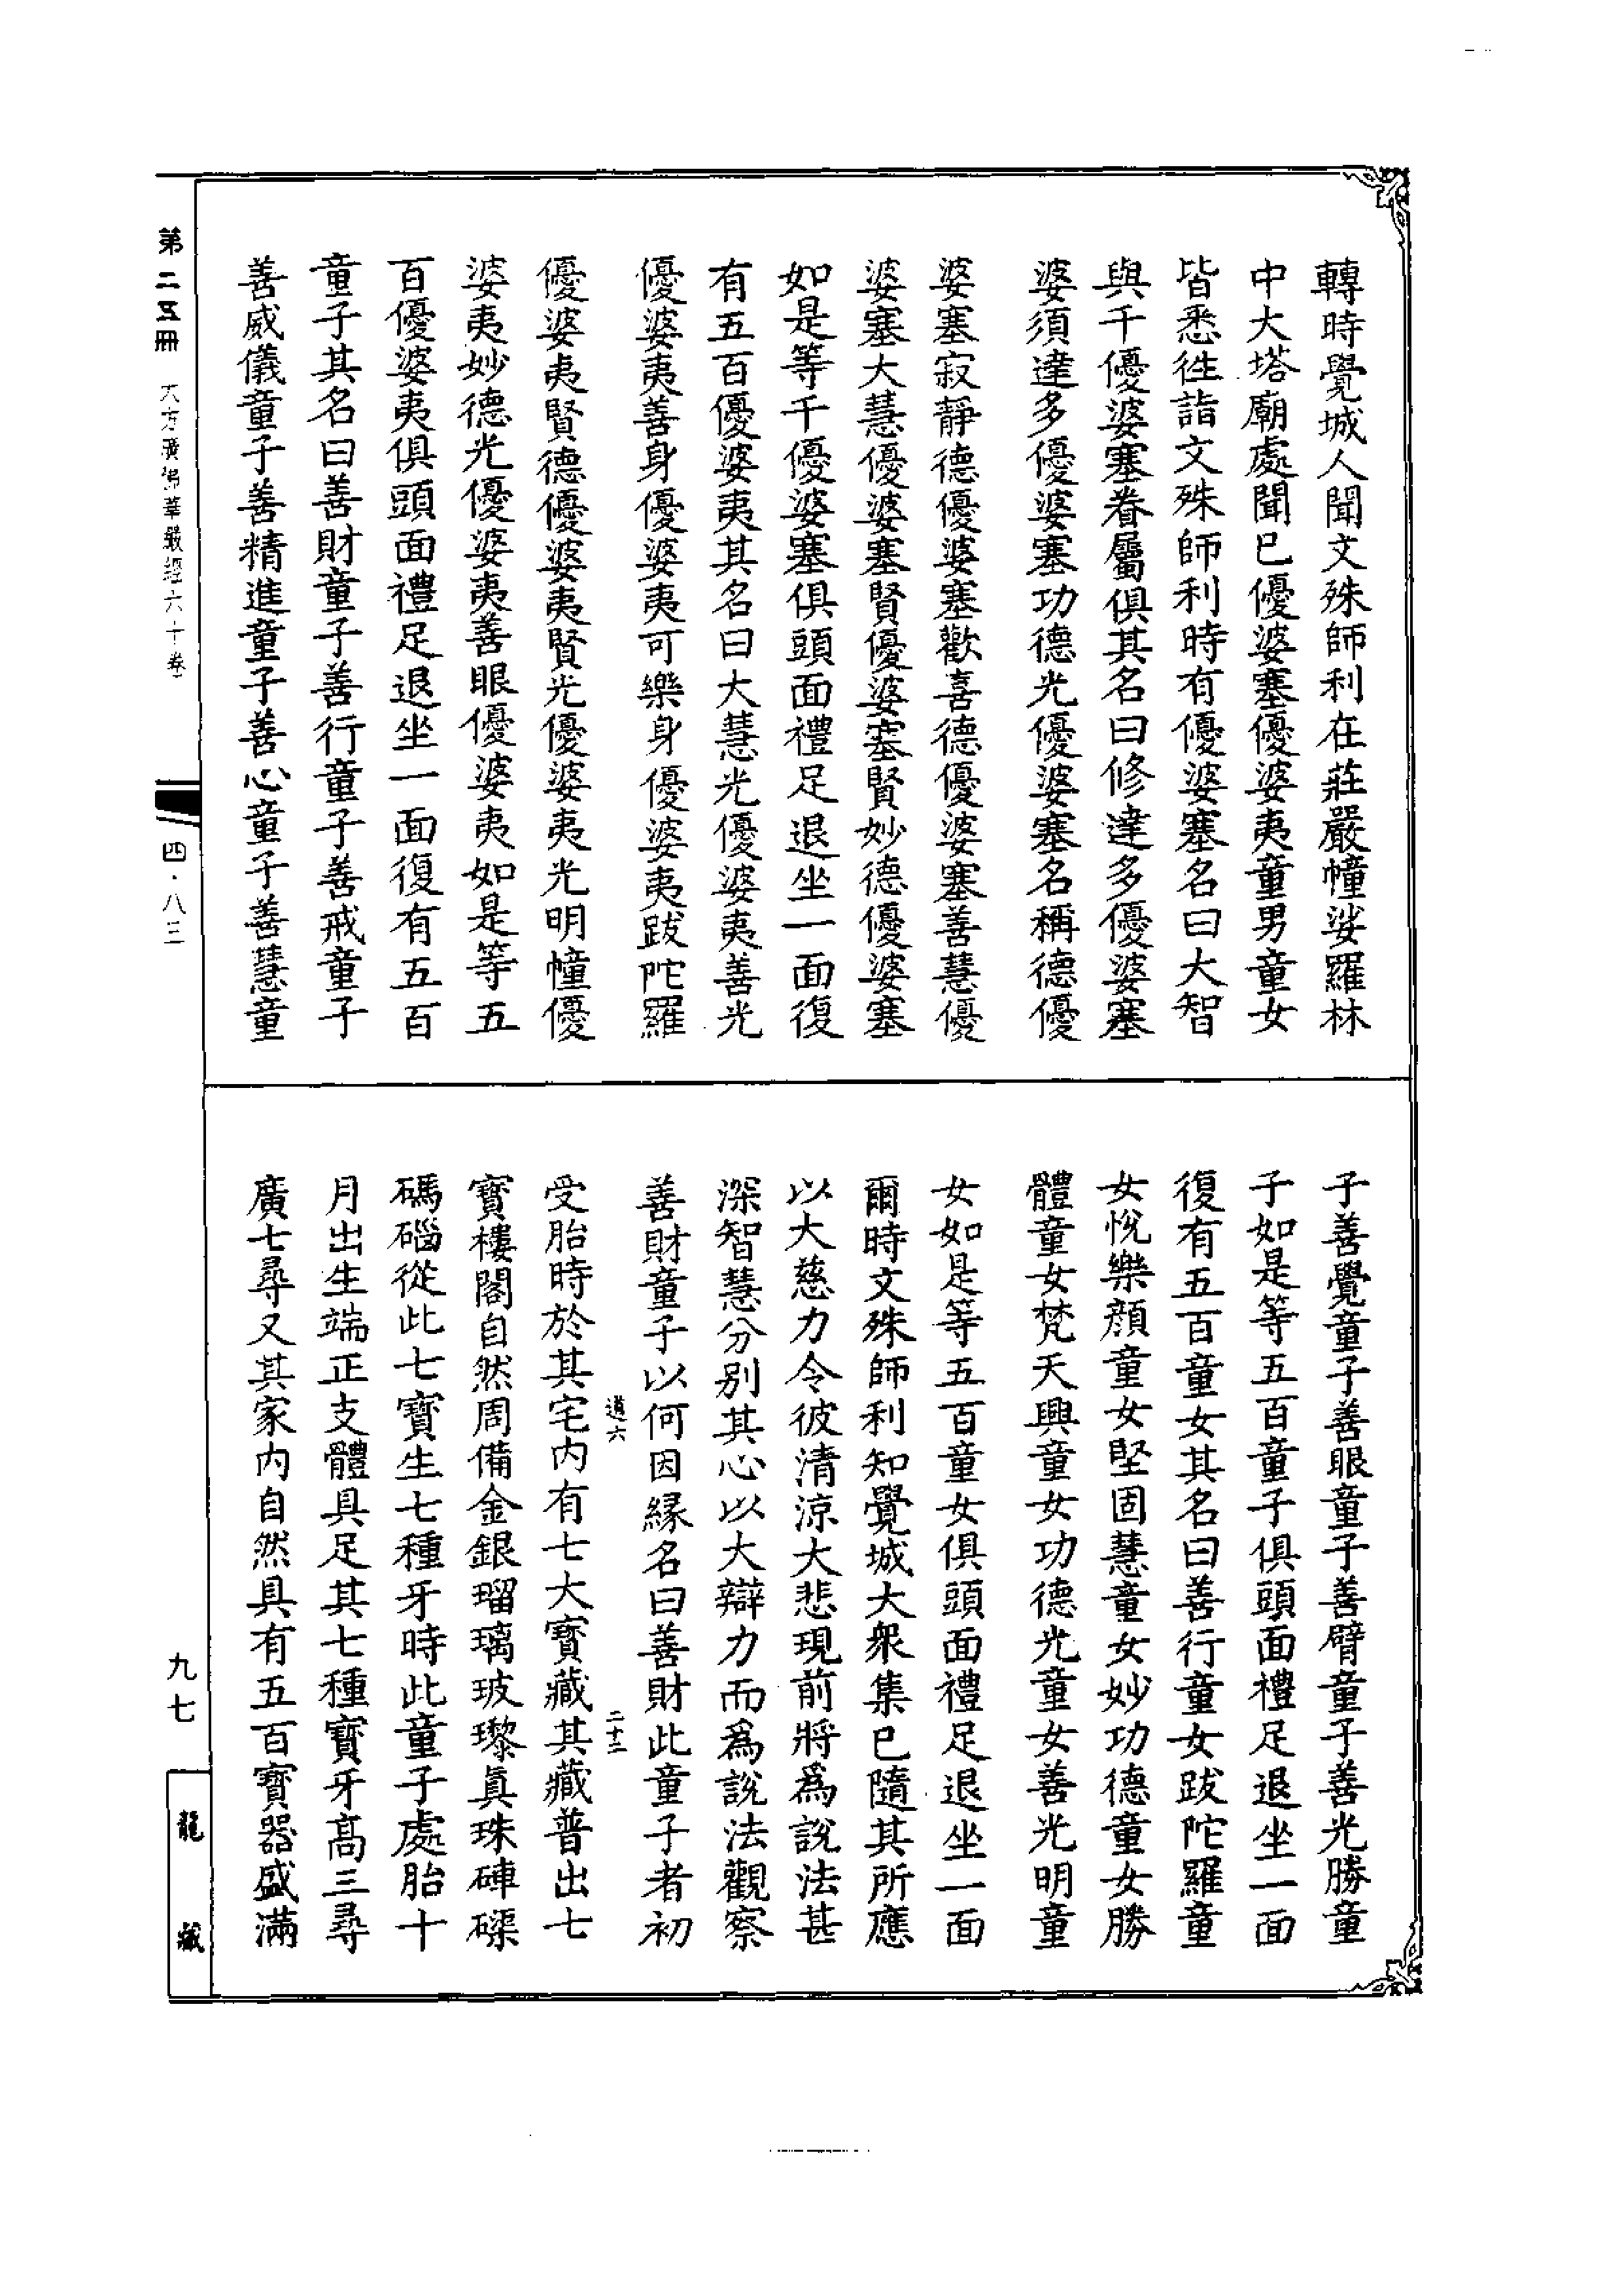 轉時覺城人聞文殊師利在莊嚴幢娑羅林
中大塔廟處聞已優婆塞優婆夷童男童女
皆悉徃詣文殊師利時有優婆塞名曰大智
與千優婆塞眷屬俱其名曰修達多優婆塞
婆須達多優婆塞功德光優婆塞名稱德優
婆塞寂靜德優婆塞歡喜德優婆塞善慧優
婆塞大慧優婆塞賢優婆塞賢妙德優婆塞
如是等千優婆塞俱頭面禮足退坐一面復
有五百優婆夷其名曰大慧光優婆夷善光
優婆夷善身優婆夷可樂身優婆夷跋陀羅
優婆夷賢德優婆夷賢光優婆夷光明幢優
婆夷妙德光優婆夷善眼優婆夷如是等五
百優婆夷俱頭面禮足退坐一面復有五百
童子其名曰善財童子善行童子善戒童子
善威儀童子善精進童子善心童子善慧童
子善覺童子善眼童子善臂童子善光勝童
子如是等五百童子俱頭面禮足退坐一面
復有五百童女其名曰善行童女跋陀羅童
女悅樂顏童女堅固慧童女妙功德童女勝
體童女梵天與童女功德光童女善光明童
女如是等五百童女俱頭面禮足退坐一面
爾時文殊師利知覺城大衆集已隨其所應
以大慈力令彼清涼大悲現前將爲說法甚
深智慧分別其心以大辯力而爲說法觀察
善財童子以何因緣名曰善財此童子者初
道六 二十二
受胎時於其宅内有七大寶藏其藏普出七
寶樓閣自然周備金銀瑠璃玻瓈眞珠硨磲
碼碯從此七寶生七種牙時此童子處胎十
月出生端正支體具足其七種寶牙高三尋
廣七尋又其家内自然具有五百寶器盛滿
第二五冊 大方廣佛華嚴經六十卷 四·八三 九七 龍藏